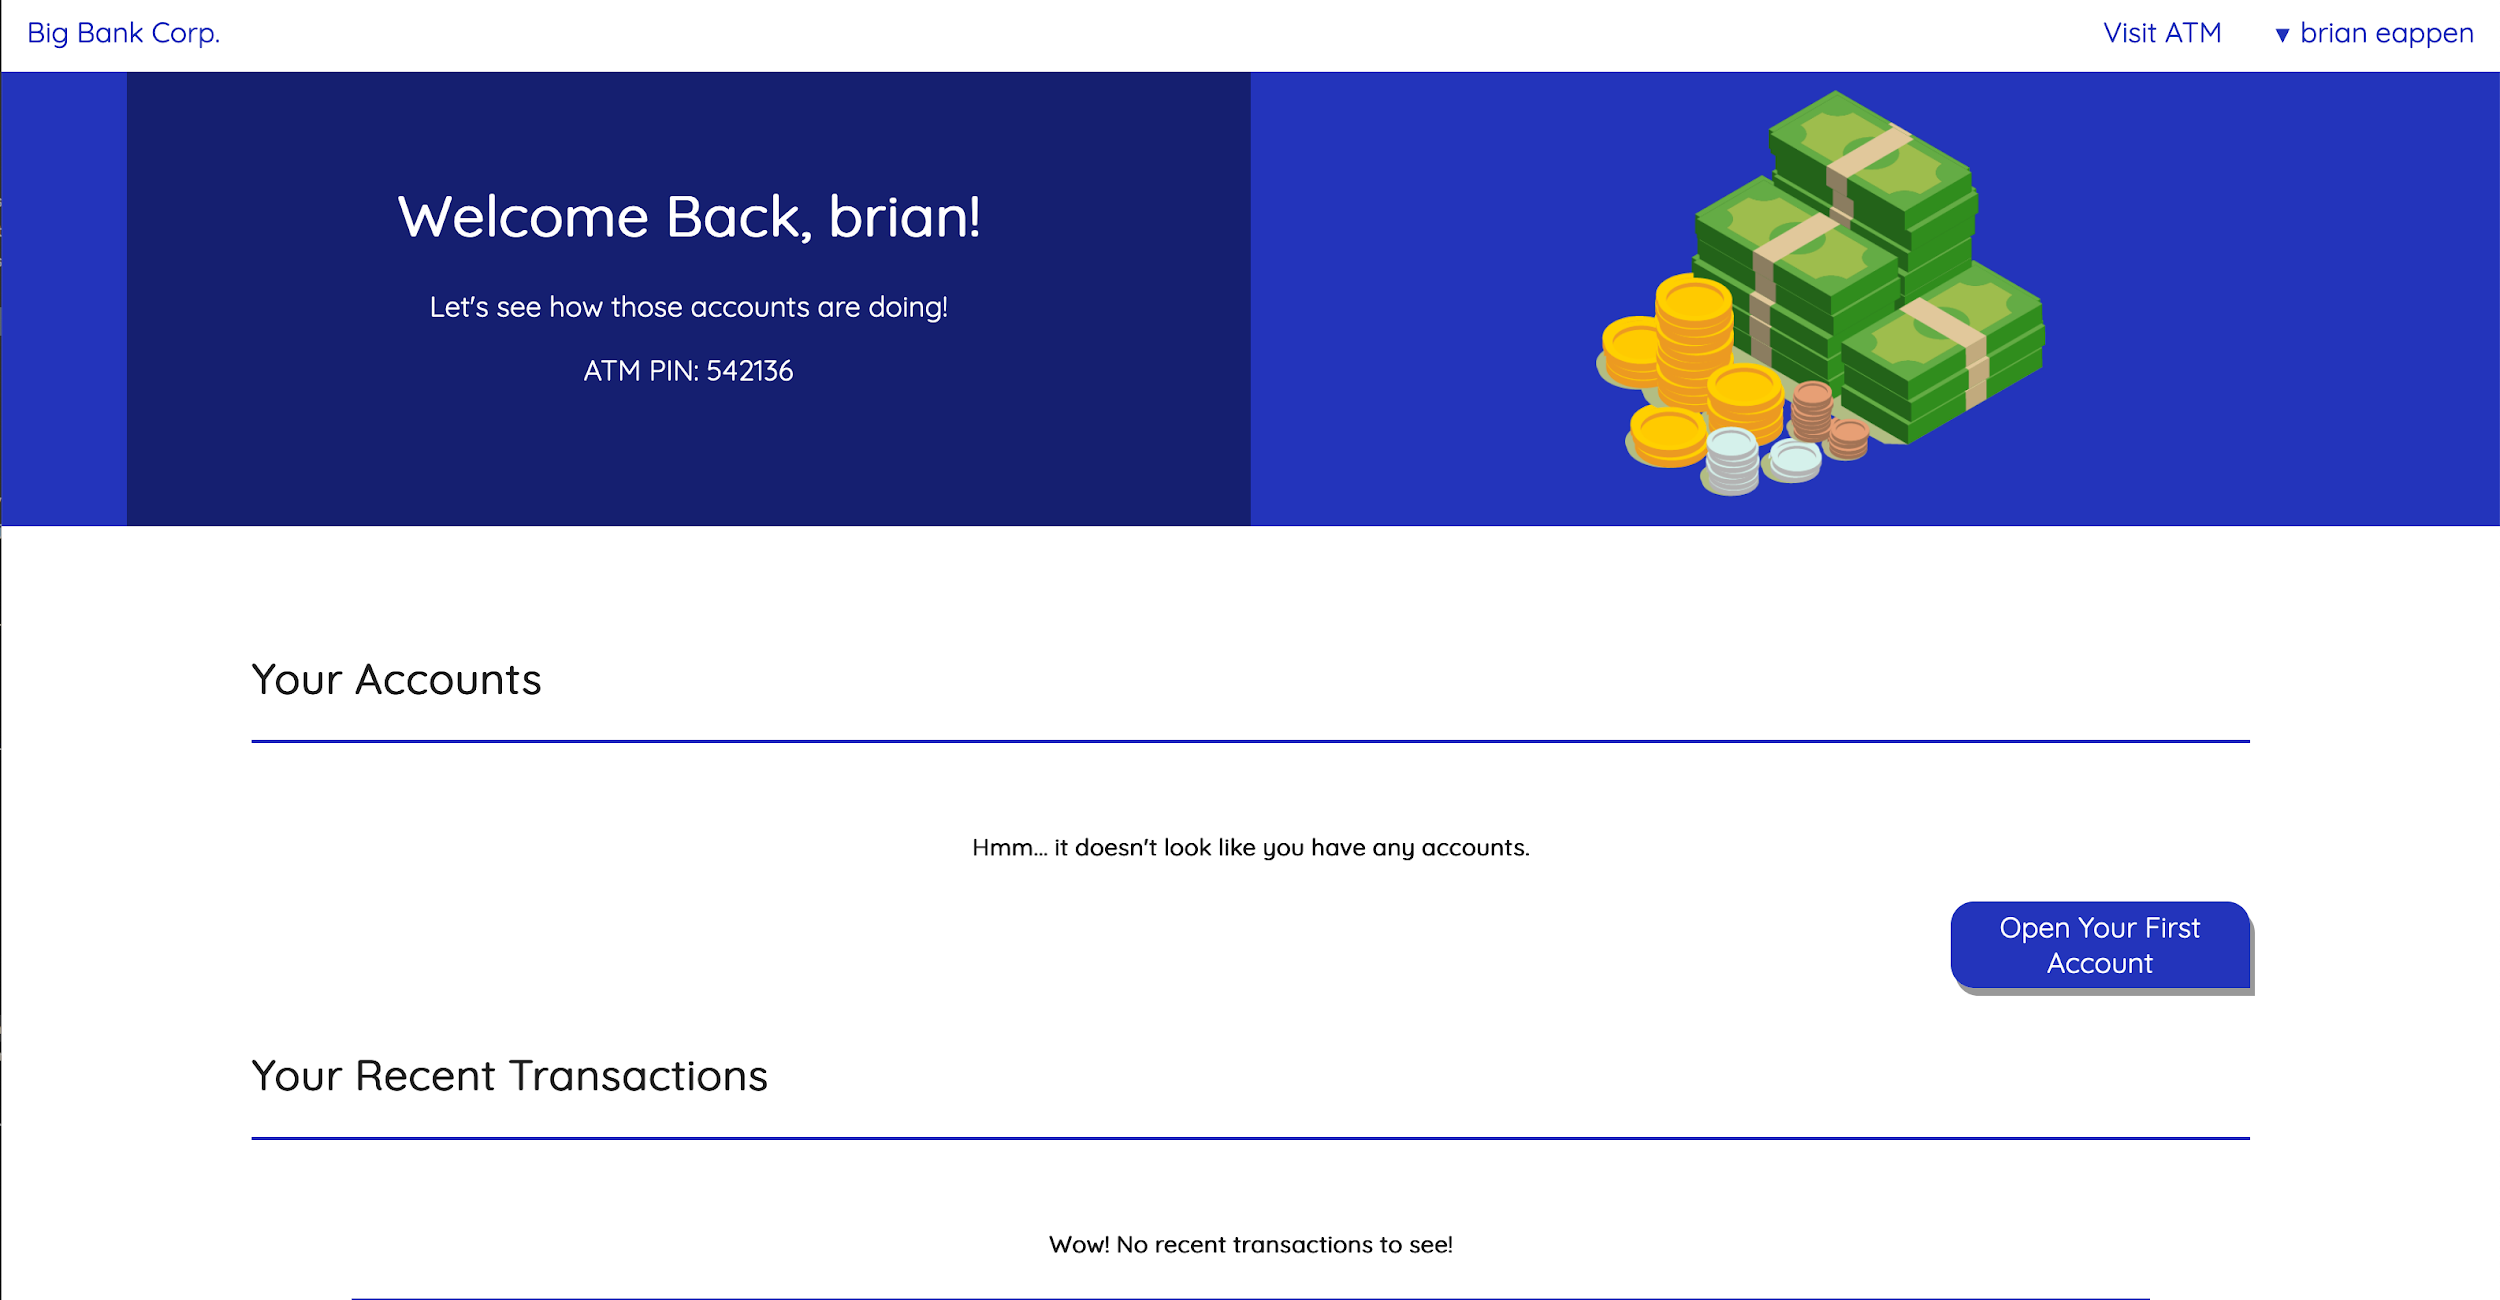 Big Bank Corp.
Visit ATM
▼ brian eappen
Welcome Back, brian!
Let's see how those accounts are doing!
ATM PIN: 542136
Your Accounts
Hmm... it doesn't look like you have any accounts.
Open Your First
Account
Your Recent Transactions
Wow! No recent transactions to see!